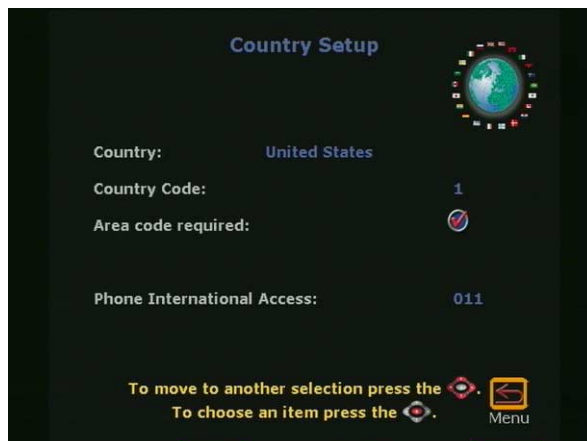 Country Setup
Country: United States
Country Code: 1
Area code required:
Phone International Access: 011
To move to another selection press the .
To choose an item press the .
Menu